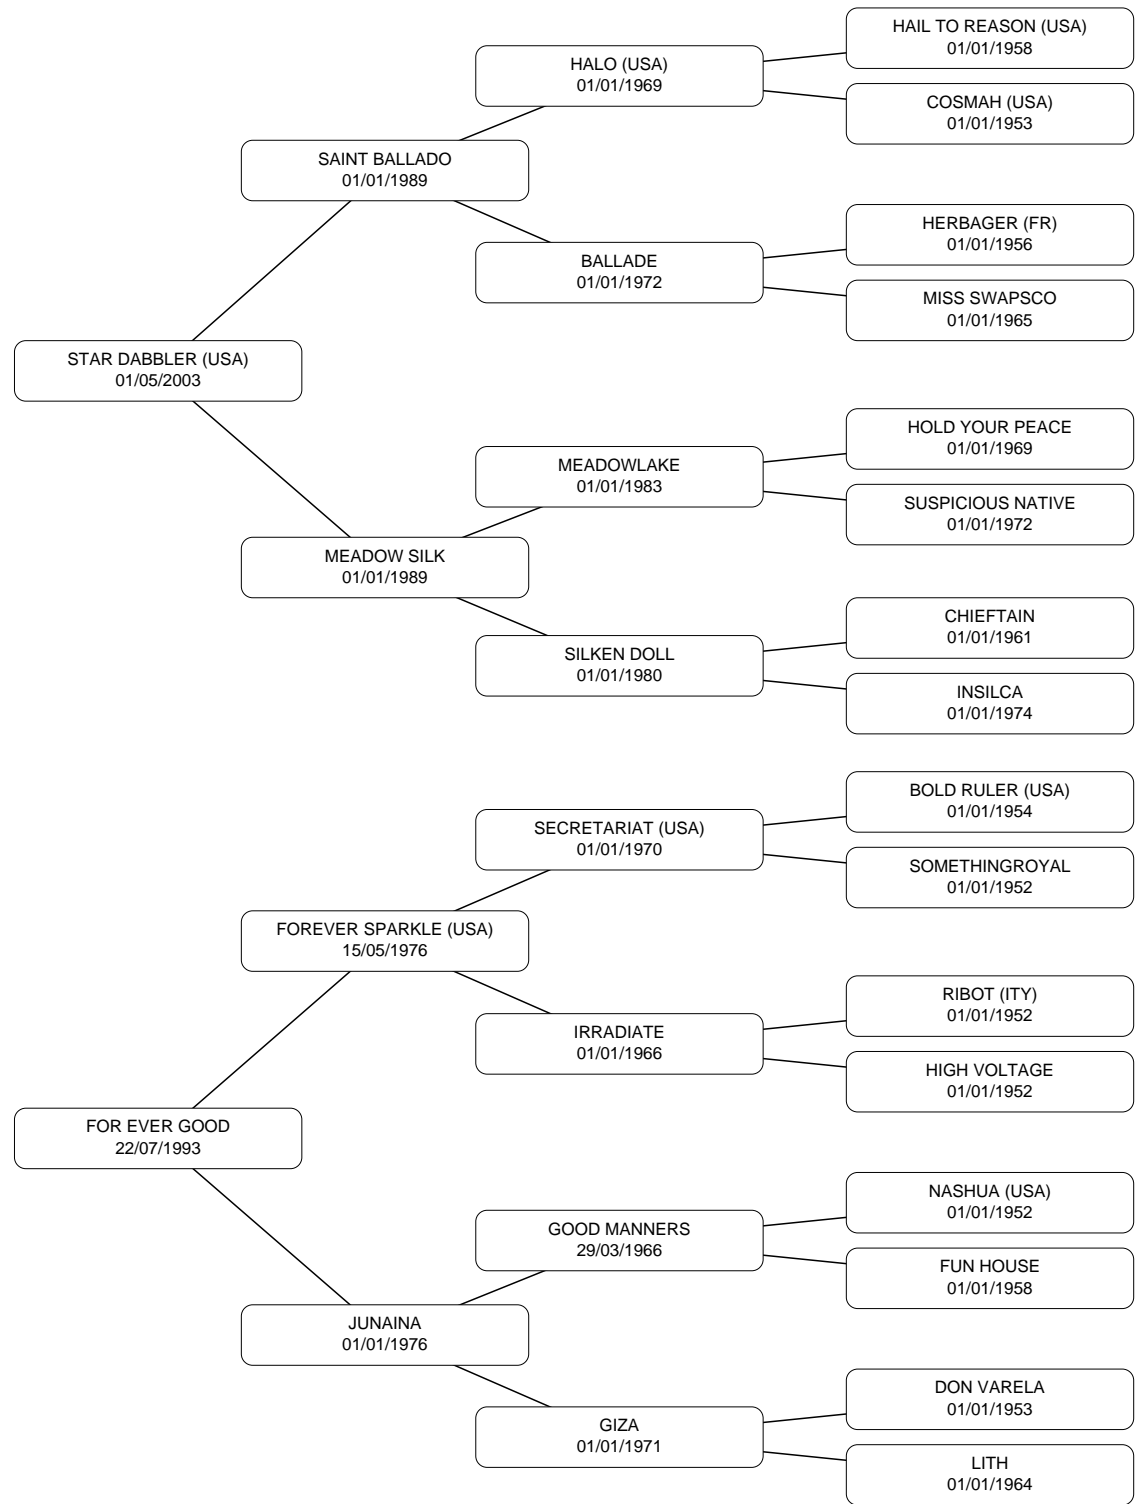 HAIL TO REASON (USA)
01/01/1958
HALO (USA)
01/01/1969
COSMAH (USA)
01/01/1953
SAINT BALLADO
01/01/1989
HERBAGER (FR)
01/01/1956
BALLADE
01/01/1972
MISS SWAPSCO
01/01/1965
STAR DABBLER (USA)
01/05/2003
HOLD YOUR PEACE
01/01/1969
MEADOWLAKE
01/01/1983
SUSPICIOUS NATIVE
01/01/1972
MEADOW SILK
01/01/1989
CHIEFTAIN
01/01/1961
SILKEN DOLL
01/01/1980
INSILCA
01/01/1974
BOLD RULER (USA)
01/01/1954
SECRETARIAT (USA)
01/01/1970
SOMETHINGROYAL
01/01/1952
FOREVER SPARKLE (USA)
15/05/1976
RIBOT (ITY)
01/01/1952
IRRADIATE
01/01/1966
HIGH VOLTAGE
01/01/1952
FOR EVER GOOD
22/07/1993
NASHUA (USA)
01/01/1952
GOOD MANNERS
29/03/1966
FUN HOUSE
01/01/1958
JUNAINA
01/01/1976
DON VARELA
01/01/1953
GIZA
01/01/1971
LITH
01/01/1964